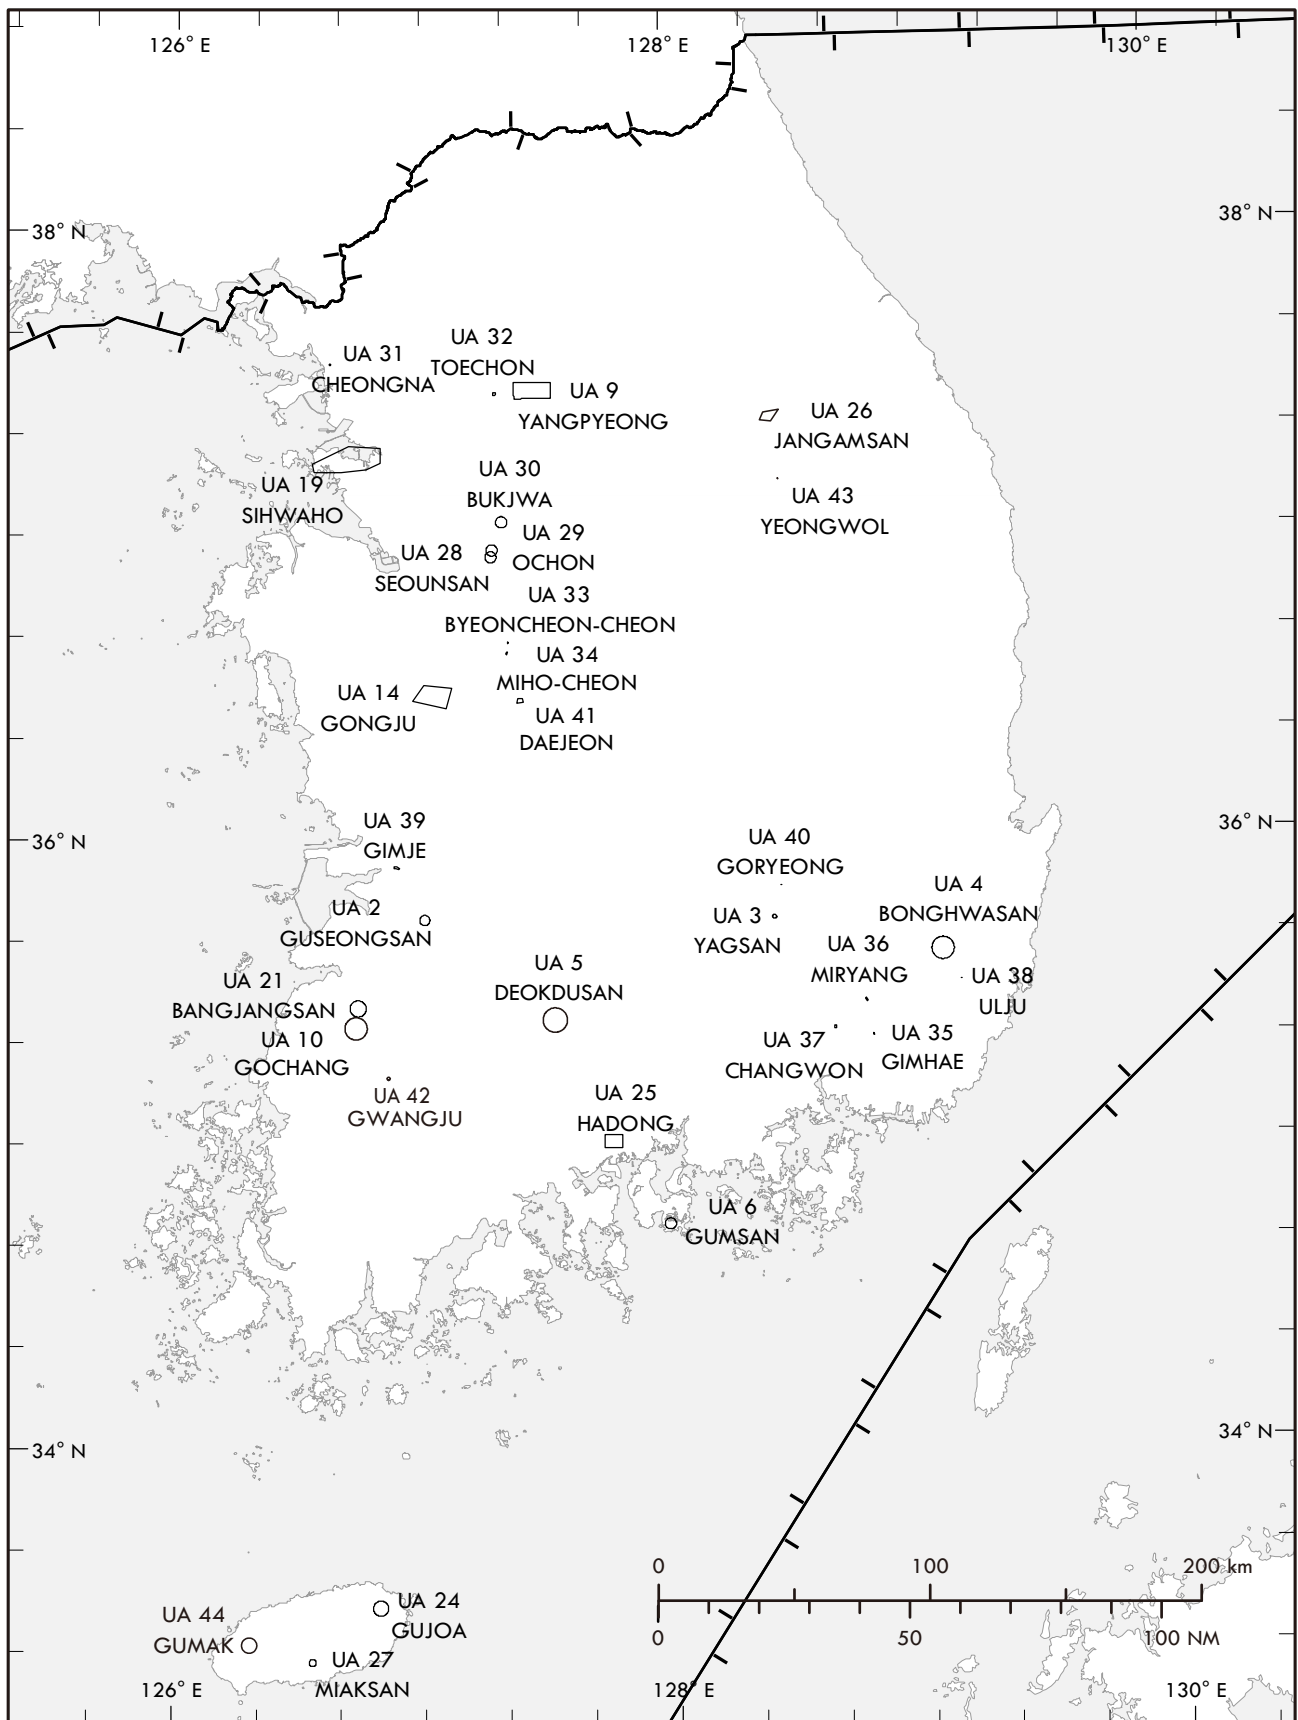 126° E
128° E
130° E
38° N
38° N
UA 32
TOECHON
UA 31
CHEONGNA
UA 9
YANGPYEONG
UA 26
JANGAMSAN
UA 30
BUKJWA
UA 19
SIHWAHO
UA 43
YEONGWOL
UA 29
OCHON
UA 28
SEOUNSAN
UA 33
BYEONCHEON-CHEON
UA 34
MIHO-CHEON
UA 14
GONGJU
UA 41
DAEJEON
36° N
36° N
UA 39
GIMJE
UA 40
GORYEONG
UA 4
BONGHWASAN
UA 2
GUSEONGSAN
UA 3
YAGSAN
UA 36
MIRYANG
UA 5
DEOKDUSAN
UA 21
BANGJANGSAN
UA 38
ULJU
UA 10
GOCHANG
UA 37
CHANGWON
UA 35
GIMHAE
UA 42
GWANGJU
UA 25
HADONG
UA 6
GUMSAN
34° N
34° N
0 100 200 km
0 50 100 NM
UA 24
GUJOA
UA 44
GUMAK
UA 27
MIAKSAN
126° E
128° E
130° E